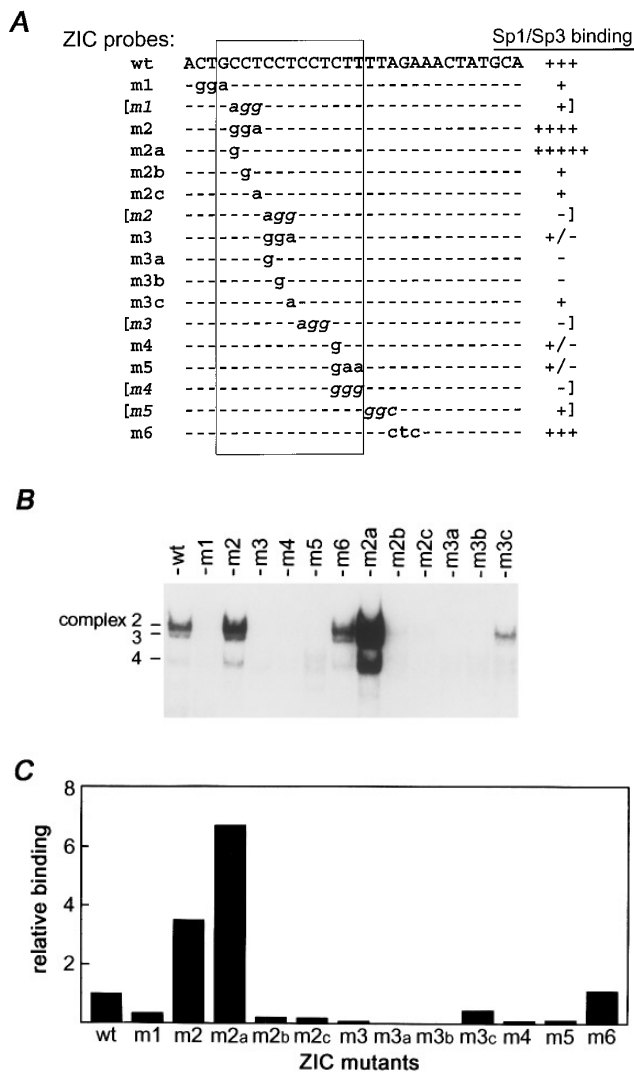 A
ZIC probes: Sp1/Sp3 binding
wt ACTGCCTCCTCCTCTTTTAGAAACTATGCA +++
m1 -gga-------------------------- +
[m1 ----agg----------------------- +]
m2 ----gga----------------------- ++++
m2a ----g------------------------- +++++
m2b -----g------------------------ +
m2c ------a----------------------- +
[m2 -------agg-------------------- -]
m3 -------gga-------------------- +/-
m3a -------g---------------------- -
m3b --------g--------------------- -
m3c ---------a-------------------- +
[m3 ----------agg----------------- -]
m4 -------------g---------------- +/-
m5 -------------gaa-------------- +/-
[m4 -------------ggg-------------- -]
[m5 ----------------ggc----------- +]
m6 ------------------ctc--------- +++
B
-wt -m1 -m2 -m3 -m4 -m5 -m6 -m2a -m2b -m2c -m3a -m3b -m3c
complex 2
3
4
C
8
6
4
2
relative binding
wt m1 m2 m2a m2b m2c m3 m3a m3b m3c m4 m5 m6
ZIC mutants